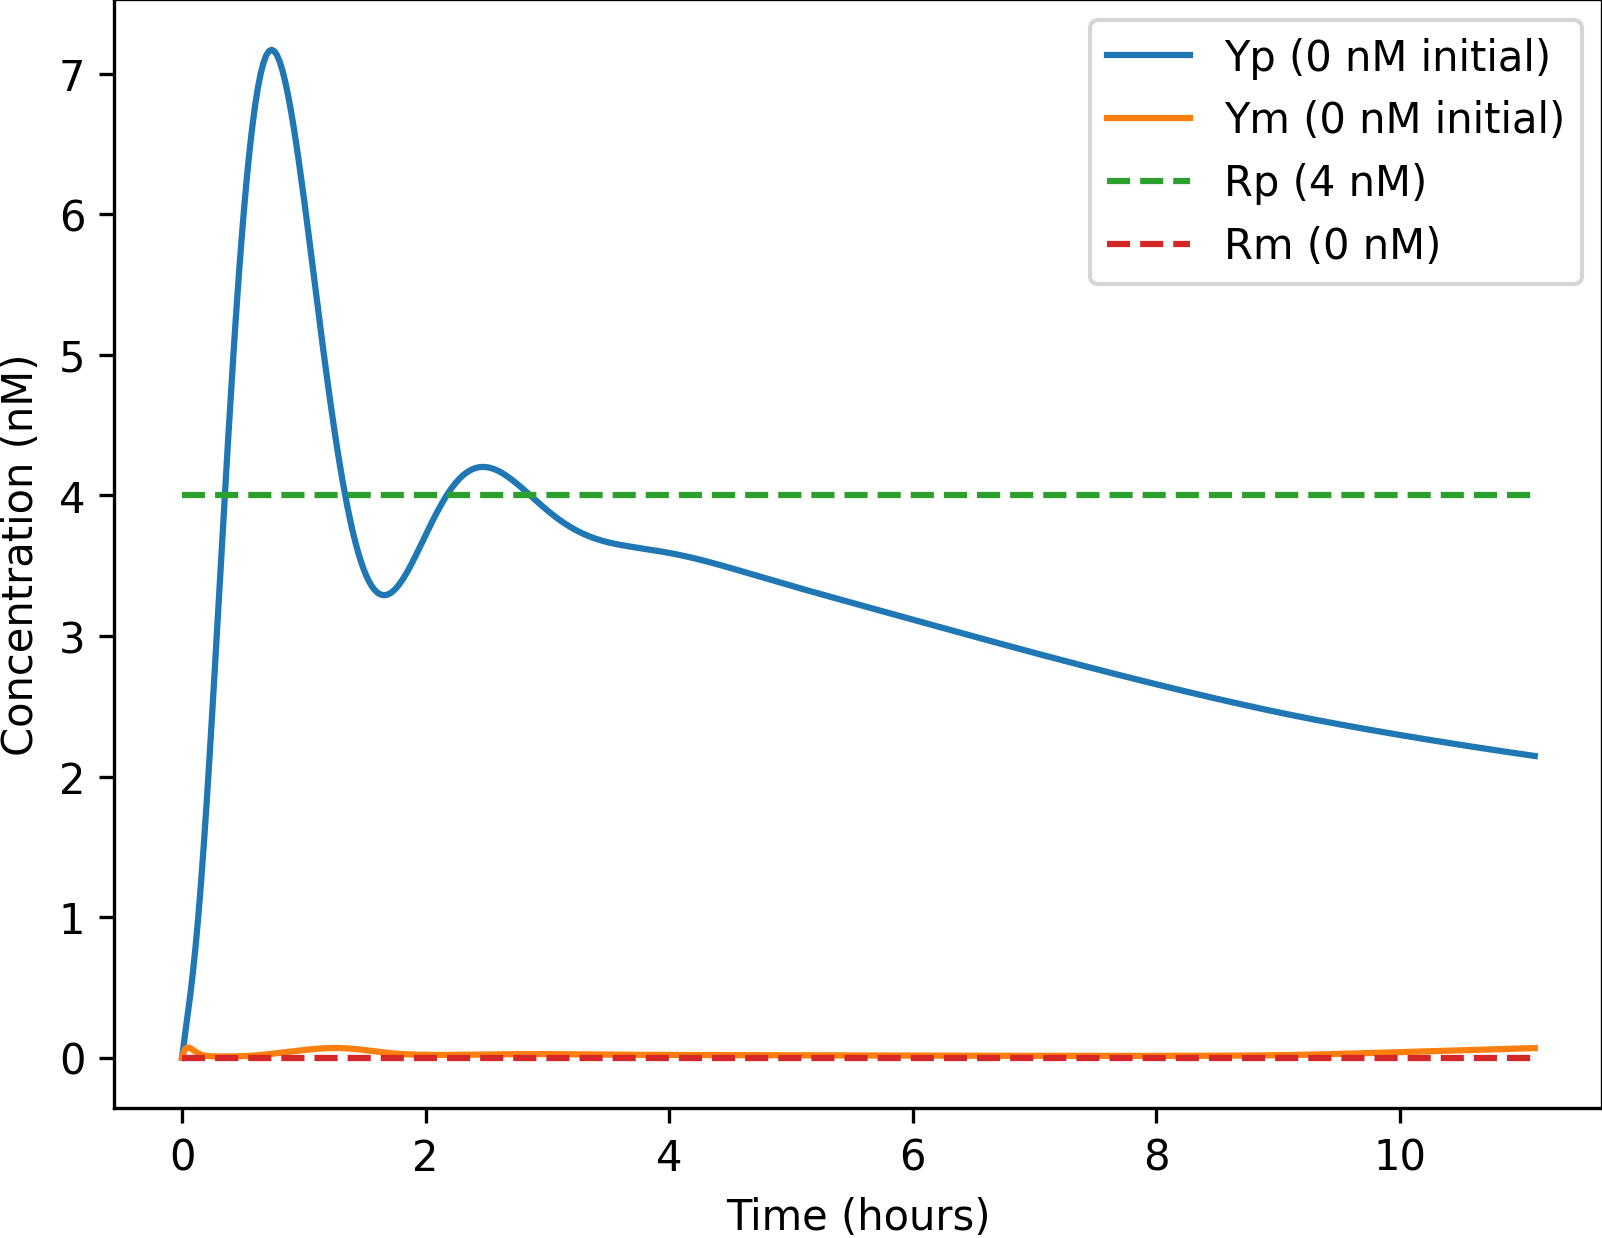 Yp (0 nM initial)
Ym (0 nM initial)
Rp (4 nM)
Rm (0 nM)
Concentration (nM)
7
6
5
4
3
2
1
0
0 2 4 6 8 10
Time (hours)